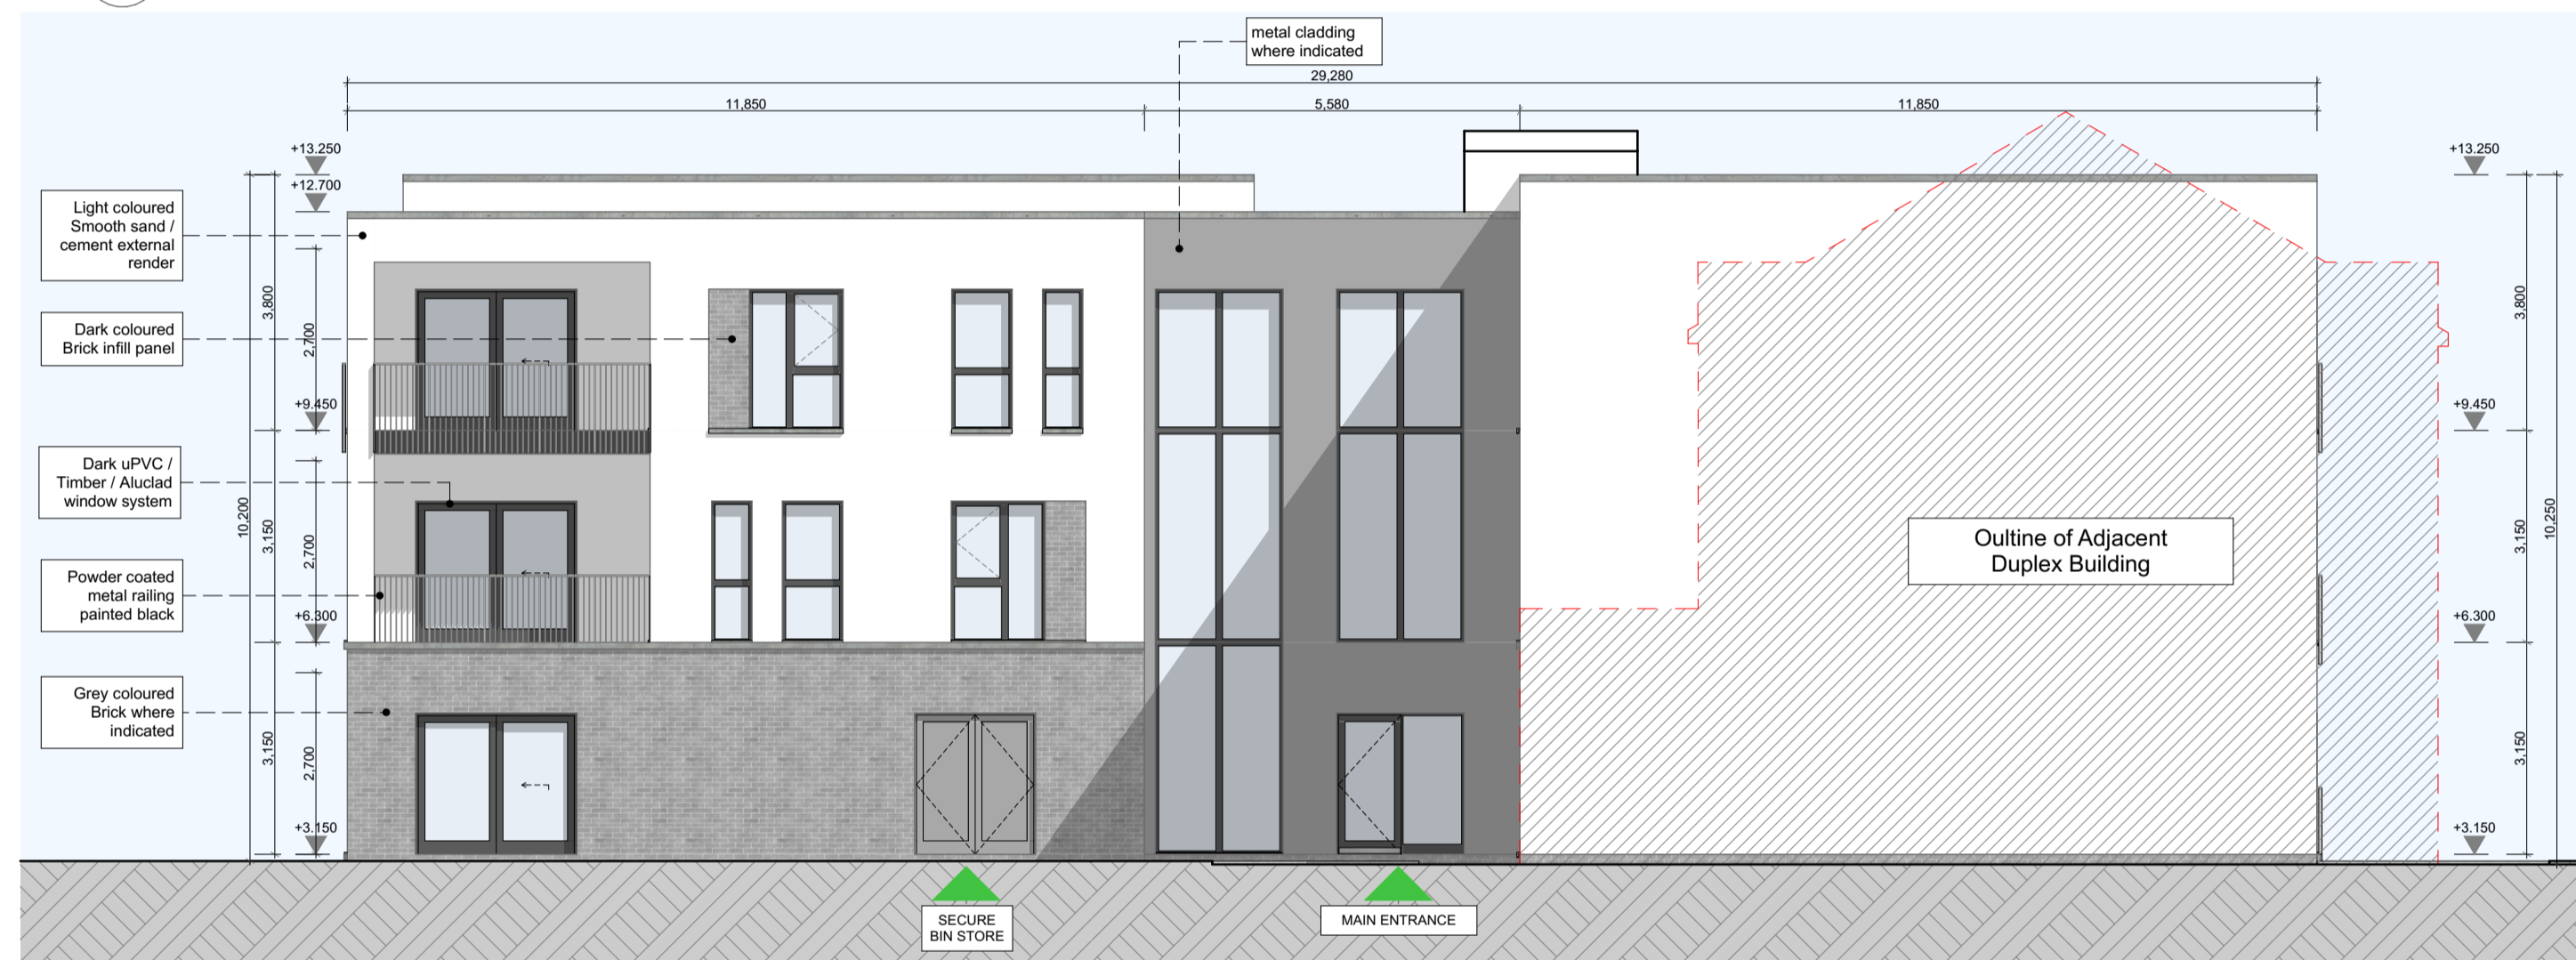 metal cladding
where indicated
29,280
11,850
5,580
11,850
+13.250
+12.700
+13.250
Light coloured
Smooth sand /
cement external
render
3,800
2,700
3,800
Dark coloured
Brick infill panel
+9.450
+9.450
Dark uPVC /
Timber / Aluclad
window system
10,200
3,150
2,700
3,150
10,250
Oultine of Adjacent
Duplex Building
Powder coated
metal railing
painted black
+6.300
+6.300
Grey coloured
Brick where
indicated
3,150
2,700
3,150
+3.150
+3.150
SECURE
BIN STORE
MAIN ENTRANCE